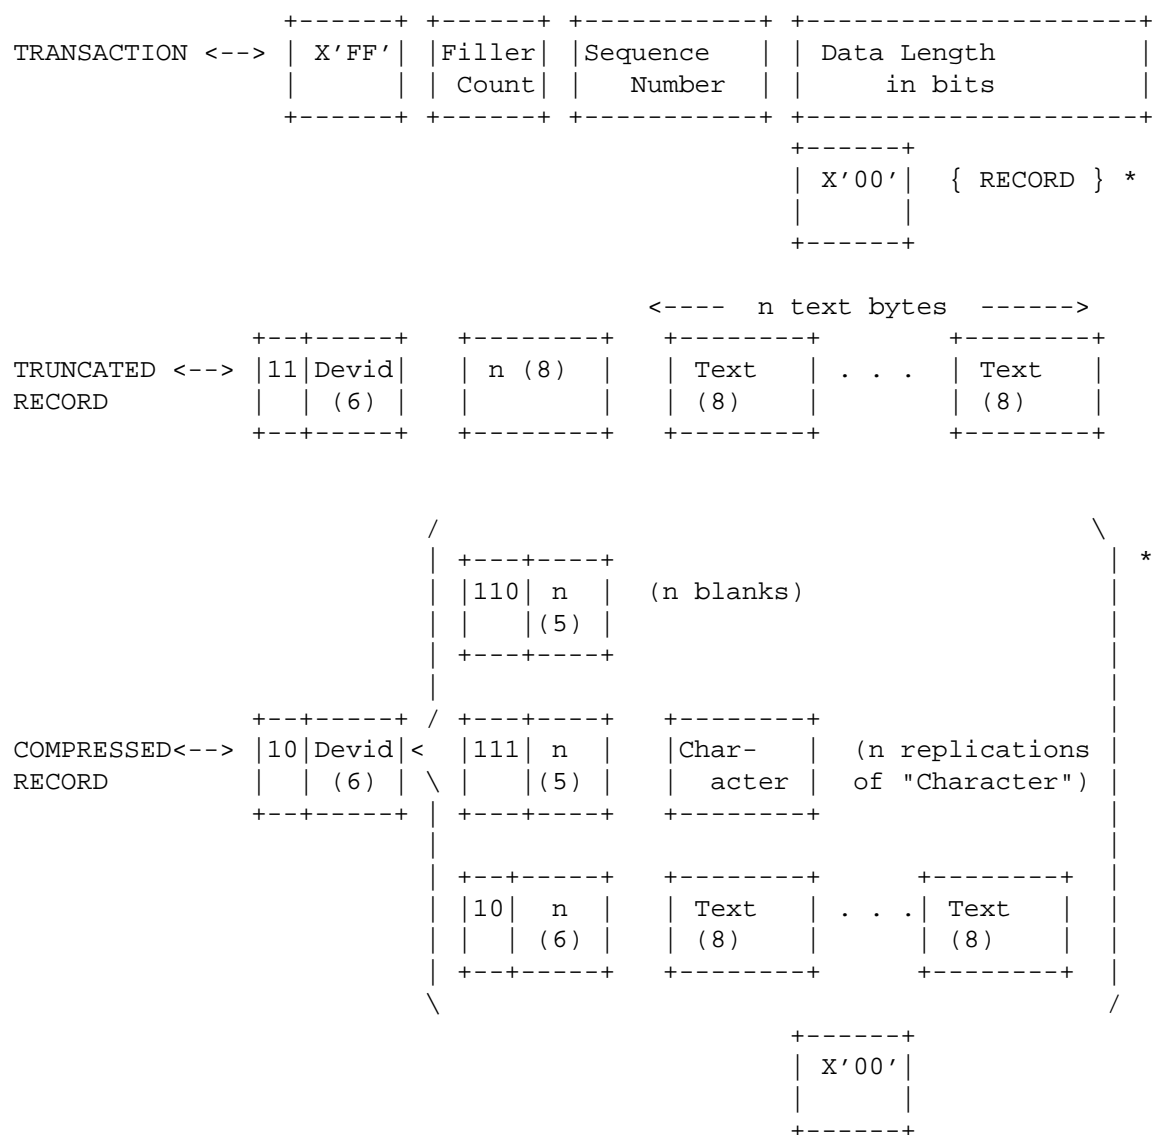 +------+ +------+ +-----------+ +---------------------+
TRANSACTION <--> | X'FF'| |Filler| |Sequence   | | Data Length         |
|      | | Count| |   Number  | |     in bits         |
+------+ +------+ +-----------+ +---------------------+
+------+
| X'00'|  { RECORD } *
|      |
+------+
<---- n text bytes ------>
+--+-----+   +--------+   +--------+       +--------+
TRUNCATED <--> |11|Devid|   | n (8)  |   | Text   | . . . | Text   |
RECORD         |  | (6) |   |        |   | (8)    |       | (8)    |
+--+-----+   +--------+   +--------+       +--------+
/                                     \
| +---+----+                           | *
| |110| n  |  (n blanks)               |
| |   |(5) |                           |
| +---+----+                           |
|                                      |
+--+-----+ / +---+----+   +--------+              |
COMPRESSED<--> |10|Devid|<  |111| n  |   |Char-   |  (n replications |
RECORD         |  | (6) | \ |   |(5) |   |  acter |  of "Character") |
+--+-----+ | +---+----+   +--------+              |
|                                      |
| +--+-----+   +--------+      +--------+  |
| |10|  n  |   | Text   | . . .| Text   |  |
| |  | (6) |   | (8)    |      | (8)    |  |
| +--+-----+   +--------+      +--------+  |
\                                      /
+------+
| X'00'|
|      |
+------+